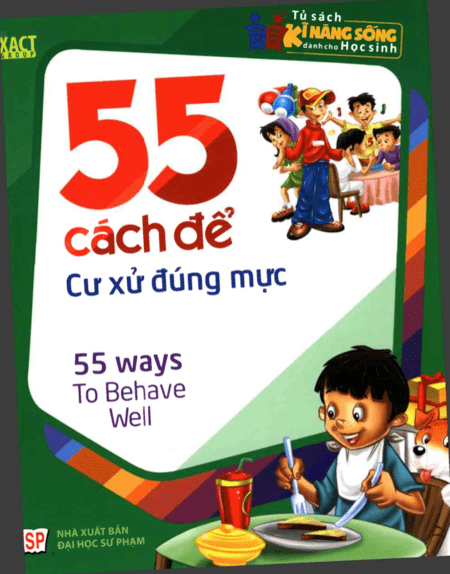 XACT
GROUP
Tủ sách
KĨ NĂNG SỐNG
dành cho Học sinh
55
cách để
Cư xử đúng mực
55 ways
To Behave
Well
SP
NHÀ XUẤT BẢN
ĐẠI HỌC SƯ PHẠM